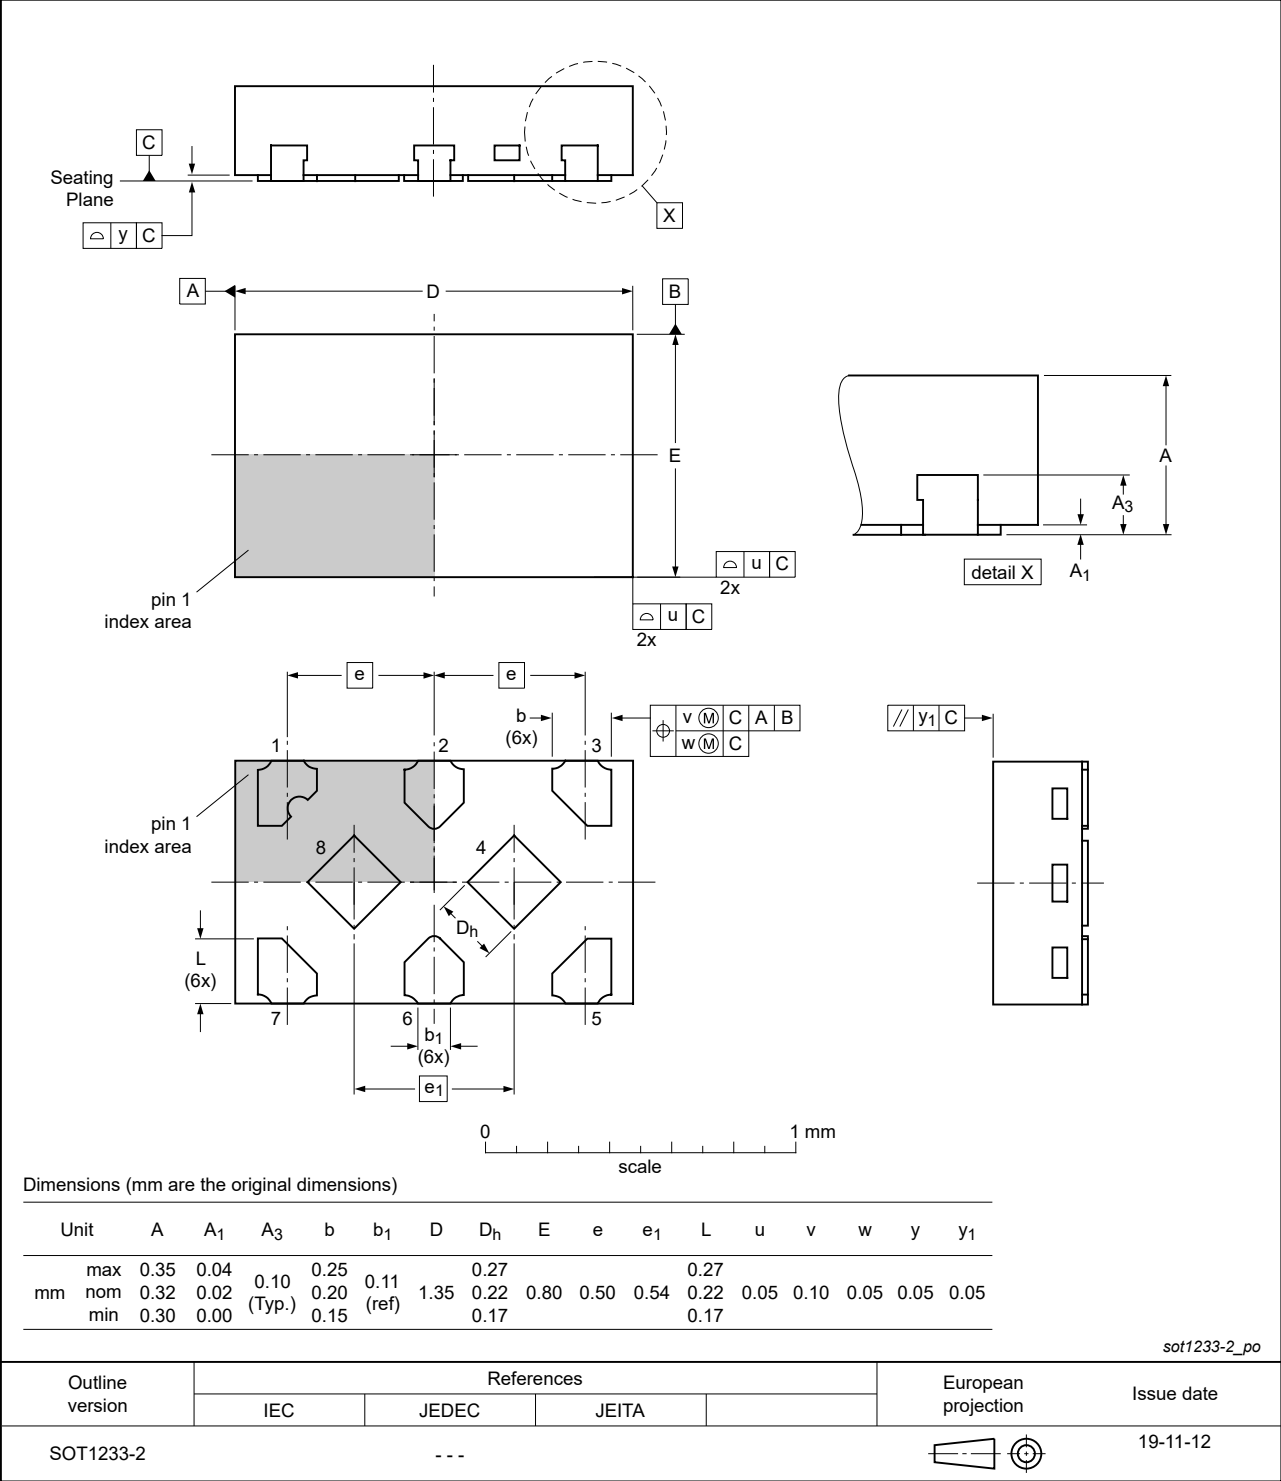 C
Seating
Plane
y C
X
A D B
E
pin 1
index area
u C
2x
u C
2x
A
A3
A1
detail X
e e
b
(6x)
v M C A B
w M C
// y1 C
1 2 3
pin 1
index area
8 4
Dh
L
(6x)
7 6 5
b1
(6x)
e1
0 1 mm
scale
Dimensions (mm are the original dimensions)
Unit A A1 A3 b b1 D Dh E e e1 L u v w y y1
max 0.35 0.04 0.25 0.27 0.27
mm nom 0.32 0.02 0.10 (Typ.) 0.20 0.11 (ref) 1.35 0.22 0.80 0.50 0.54 0.22 0.05 0.10 0.05 0.05 0.05
min 0.30 0.00 0.15 0.17 0.17
sot1233-2_po
Outline
version
References
IEC JEDEC JEITA
European
projection
Issue date
SOT1233-2 - - - 19-11-12